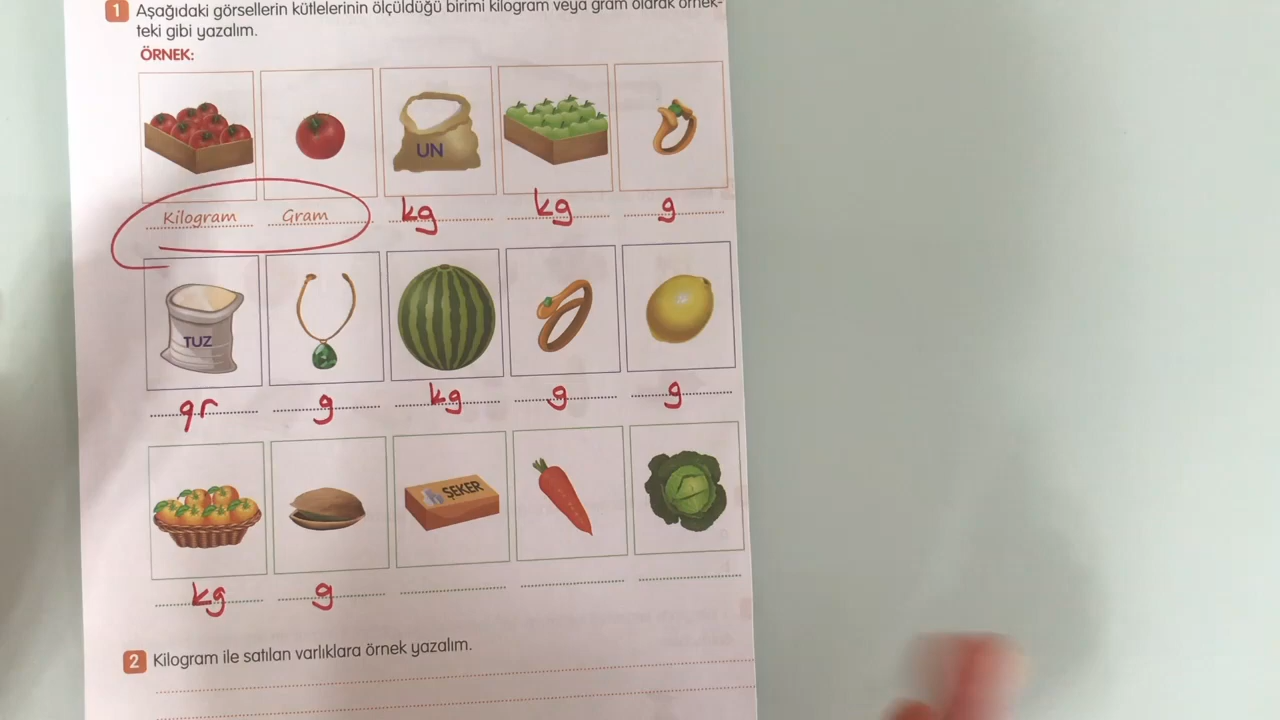 1 Aşağıdaki görsellerin kütlelerinin ölçüldüğü birimi kilogram veya gram olarak örnek-
teki gibi yazalım.
ÖRNEK:
UN
Kilogram Gram kg kg g
TUZ
gr g kg g g
ŞEKER
kg g
2 Kilogram ile satılan varlıklara örnek yazalım.